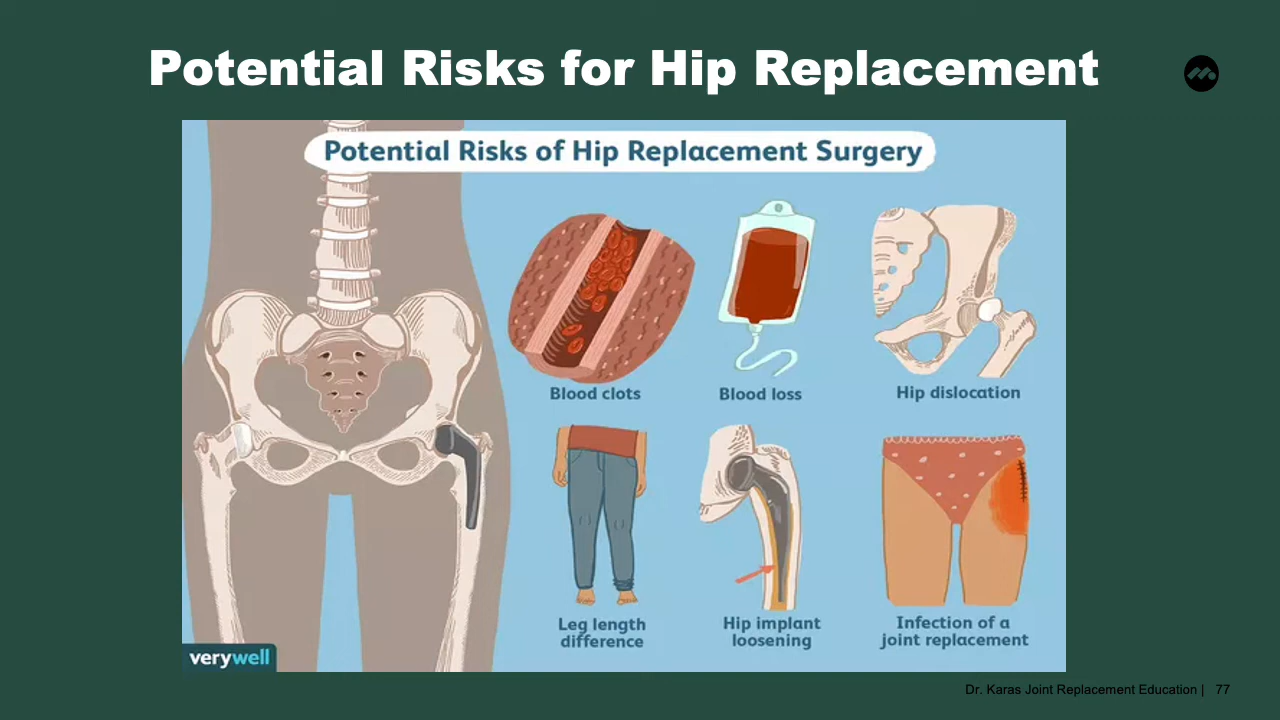 Potential Risks for Hip Replacement
Potential Risks of Hip Replacement Surgery
Blood clots
Blood loss
Hip dislocation
Leg length
difference
Hip implant
loosening
Infection of a
joint replacement
verywell
Dr. Karas Joint Replacement Education | 77